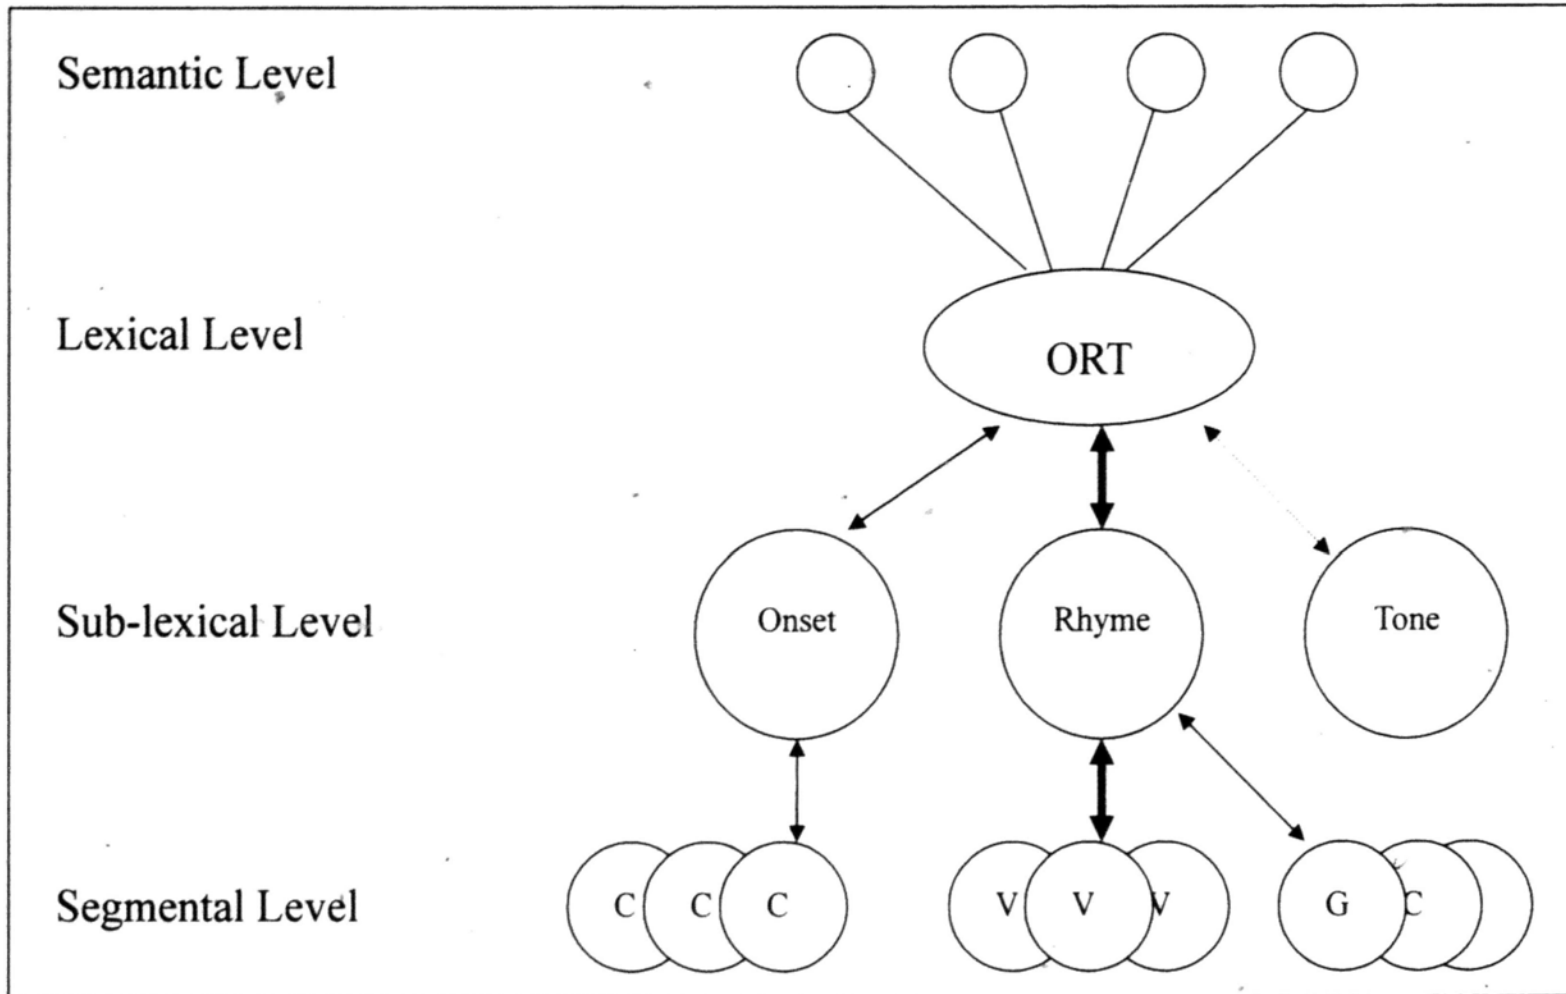 Semantic Level
Lexical Level
ORT
Sub-lexical Level
Onset
Rhyme
Tone
Segmental Level
C
C
C
V
V
V
G
C